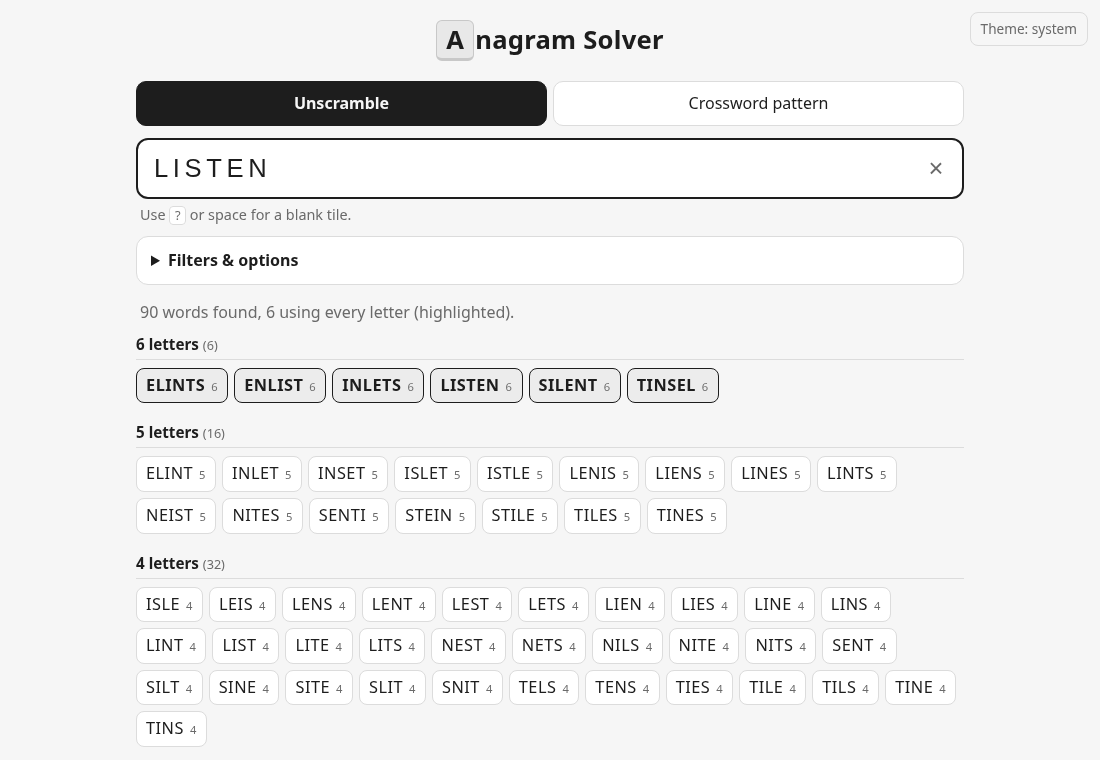 Theme: system
Anagram Solver
Unscramble Crossword pattern
LISTEN ✕
Use ? or space for a blank tile.
▶ Filters & options
90 words found, 6 using every letter (highlighted).
6 letters (6)
ELINTS 6 ENLIST 6 INLETS 6 LISTEN 6 SILENT 6 TINSEL 6
5 letters (16)
ELINT 5 INLET 5 INSET 5 ISLET 5 ISTLE 5 LENIS 5 LIENS 5 LINES 5 LINTS 5
NEIST 5 NITES 5 SENTI 5 STEIN 5 STILE 5 TILES 5 TINES 5
4 letters (32)
ISLE 4 LEIS 4 LENS 4 LENT 4 LEST 4 LETS 4 LIEN 4 LIES 4 LINE 4 LINS 4
LINT 4 LIST 4 LITE 4 LITS 4 NEST 4 NETS 4 NILS 4 NITE 4 NITS 4 SENT 4
SILT 4 SINE 4 SITE 4 SLIT 4 SNIT 4 TELS 4 TENS 4 TIES 4 TILE 4 TILS 4 TINE 4
TINS 4